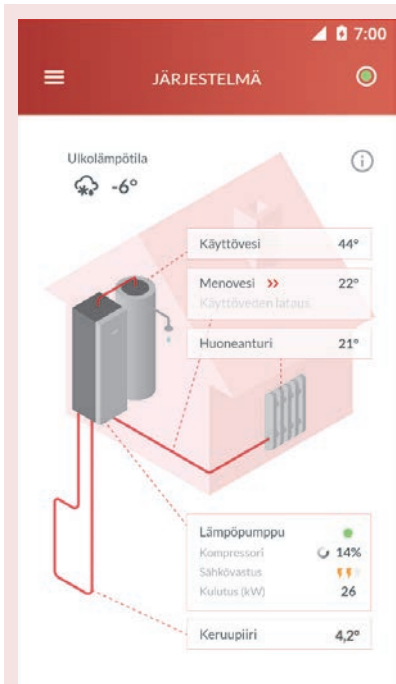 7:00
JÄRJESTELMÄ
Ulkolämpötila
-6°
Käyttövesi 44°
Menovesi 22°
Käyttöveden lataus
Huoneanturi 21°
Lämpöpumppu
Kompressori 14%
Sähkövastus
Kulutus (kW) 26
Keruupiiri 4,2°